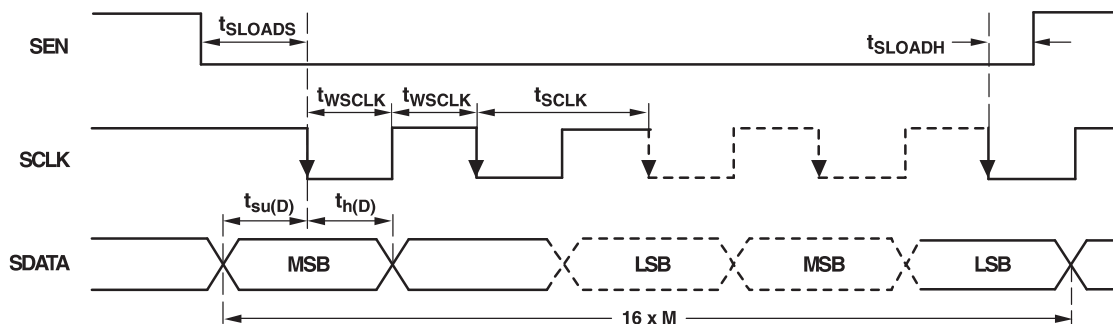 tSLOADS
SEN
tSLOADH
tWSCLK tWSCLK tSCLK
SCLK
tsu(D) th(D)
SDATA MSB LSB MSB LSB
16 x M